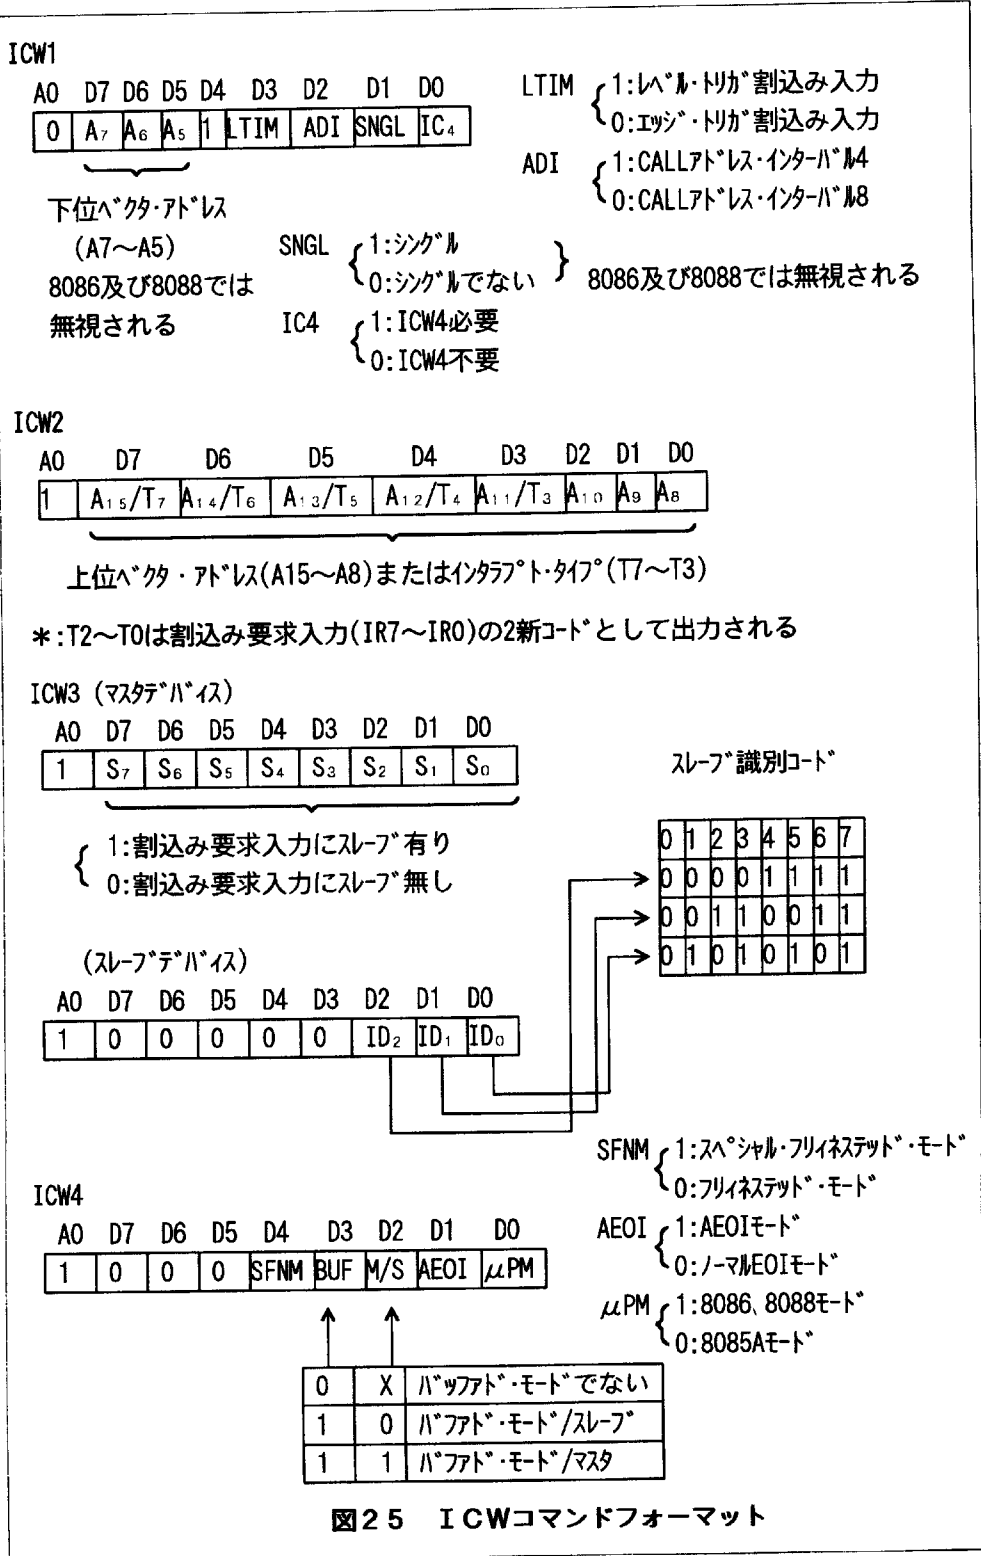 ICW1
A0 D7 D6 D5 D4 D3 D2 D1 D0
0 A₇ A₆ A₅ 1 LTIM ADI SNGL IC₄
LTIM 1:ﾚﾍﾞﾙ･ﾄﾘｶﾞ割込み入力
0:ｴｯｼﾞ･ﾄﾘｶﾞ割込み入力
ADI 1:CALLｱﾄﾞﾚｽ･ｲﾝﾀｰﾊﾞﾙ4
0:CALLｱﾄﾞﾚｽ･ｲﾝﾀｰﾊﾞﾙ8
下位ﾍﾞｸﾀ･ｱﾄﾞﾚｽ
(A7～A5)
8086及び8088では
無視される
SNGL 1:ｼﾝｸﾞﾙ
0:ｼﾝｸﾞﾙでない
8086及び8088では無視される
IC4 1:ICW4必要
0:ICW4不要
ICW2
A0 D7 D6 D5 D4 D3 D2 D1 D0
1 A₁₅/T₇ A₁₄/T₆ A₁₃/T₅ A₁₂/T₄ A₁₁/T₃ A₁₀ A₉ A₈
上位ﾍﾞｸﾀ･ｱﾄﾞﾚｽ(A15～A8)またはｲﾝﾀﾗﾌﾟﾄ･ﾀｲﾌﾟ(T7～T3)
*:T2～T0は割込み要求入力(IR7～IR0)の2新ｺｰﾄﾞとして出力される
ICW3 (ﾏｽﾀﾃﾞﾊﾞｨｽ)
A0 D7 D6 D5 D4 D3 D2 D1 D0
1 S₇ S₆ S₅ S₄ S₃ S₂ S₁ S₀
1:割込み要求入力にｽﾚｰﾌﾞ有り
0:割込み要求入力にｽﾚｰﾌﾞ無し
ｽﾚｰﾌﾞ識別ｺｰﾄﾞ
0 1 2 3 4 5 6 7
0 0 0 0 1 1 1 1
0 0 1 1 0 0 1 1
0 1 0 1 0 1 0 1
(ｽﾚｰﾌﾞﾃﾞﾊﾞｲｽ)
A0 D7 D6 D5 D4 D3 D2 D1 D0
1 0 0 0 0 0 ID₂ ID₁ ID₀
ICW4
A0 D7 D6 D5 D4 D3 D2 D1 D0
1 0 0 0 SFNM BUF M/S AEOI μPM
SFNM 1:ｽﾍﾟｼｬﾙ･ﾌﾘｨﾈｽﾃｯﾄﾞ･ﾓｰﾄﾞ
0:ﾌﾘｨﾈｽﾃｯﾄﾞ･ﾓｰﾄﾞ
AEOI 1:AEOIﾓｰﾄﾞ
0:ﾉｰﾏﾙEOIﾓｰﾄﾞ
μPM 1:8086､8088ﾓｰﾄﾞ
0:8085Aﾓｰﾄﾞ
0 X ﾊﾞｯﾌｧﾄﾞ･ﾓｰﾄﾞでない
1 0 ﾊﾞﾌｧﾄﾞ･ﾓｰﾄﾞ/ｽﾚｰﾌﾞ
1 1 ﾊﾞﾌｧﾄﾞ･ﾓｰﾄﾞ/ﾏｽﾀ
図25 ICWコマンドフォーマット